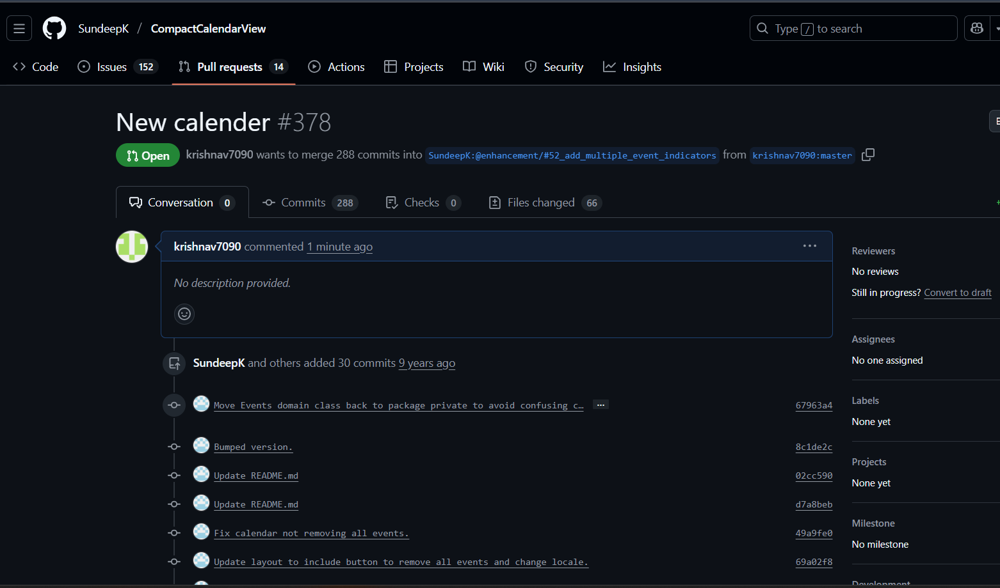 SundeepK / CompactCalendarView
Type / to search
Code Issues 152 Pull requests 14 Actions Projects Wiki Security Insights
New calender #378
Open krishnav7090 wants to merge 288 commits into SundeepK:@enhancement/#52_add_multiple_event_indicators from krishnav7090:master
Conversation 0 Commits 288 Checks 0 Files changed 66
krishnav7090 commented 1 minute ago
No description provided.
SundeepK and others added 30 commits 9 years ago
Move Events domain class back to package private to avoid confusing c… ... 67963a4
Bumped version. 8c1de2c
Update README.md 02cc590
Update README.md d7a8beb
Fix calendar not removing all events. 49a9fe0
Update layout to include button to remove all events and change locale. 69a02f8
Reviewers
No reviews
Still in progress? Convert to draft
Assignees
No one assigned
Labels
None yet
Projects
None yet
Milestone
No milestone
Development